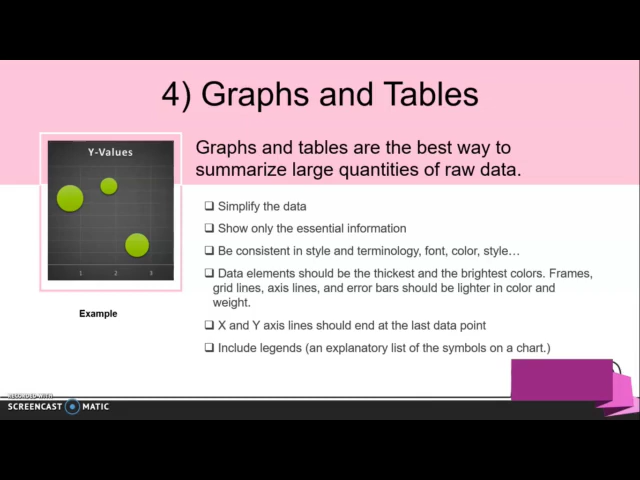 4) Graphs and Tables
Y-Values
1 2 3
Example
Graphs and tables are the best way to
summarize large quantities of raw data.
❑ Simplify the data
❑ Show only the essential information
❑ Be consistent in style and terminology, font, color, style…
❑ Data elements should be the thickest and the brightest colors. Frames,
grid lines, axis lines, and error bars should be lighter in color and
weight.
❑ X and Y axis lines should end at the last data point
❑ Include legends (an explanatory list of the symbols on a chart.)
RECORDED WITH
SCREENCAST MATIC